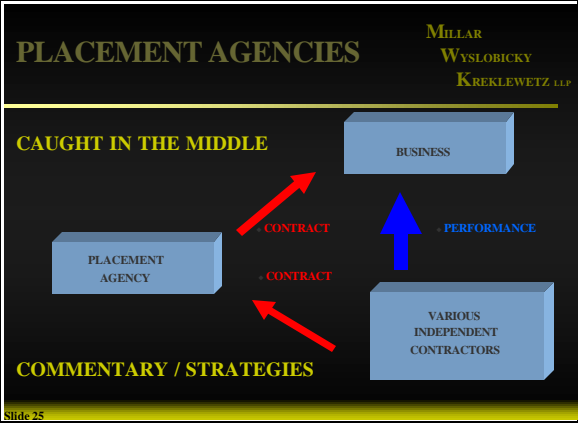 PLACEMENT AGENCIES
MILLAR
WYSLOBICKY
KREKLEWETZ LLP
CAUGHT IN THE MIDDLE
BUSINESS
• CONTRACT
• PERFORMANCE
PLACEMENT
AGENCY
• CONTRACT
VARIOUS
INDEPENDENT
CONTRACTORS
COMMENTARY / STRATEGIES
Slide 25